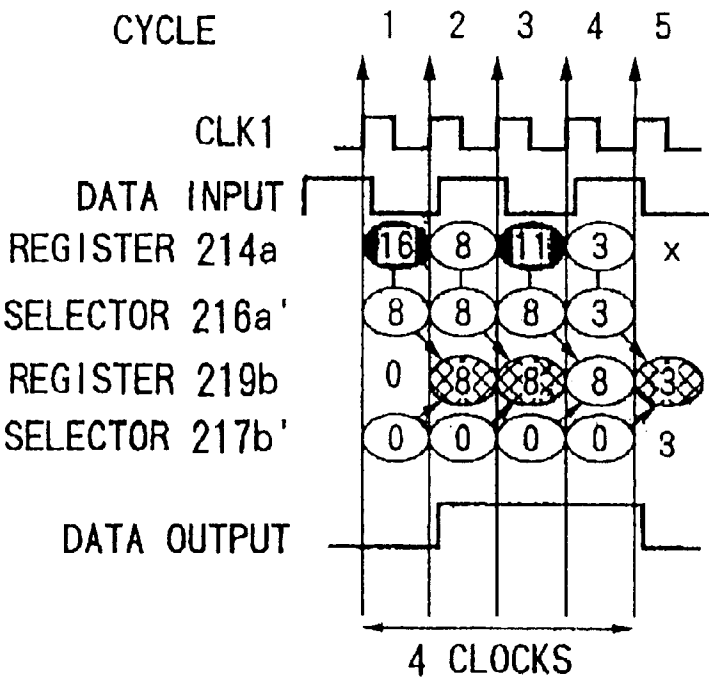 CYCLE 1 2 3 4 5
CLK1
DATA INPUT
REGISTER 214a 16 8 11 3 x
SELECTOR 216a' 8 8 8 3
REGISTER 219b 0 8 8 8 3
SELECTOR 217b' 0 0 0 0 3
DATA OUTPUT
4 CLOCKS